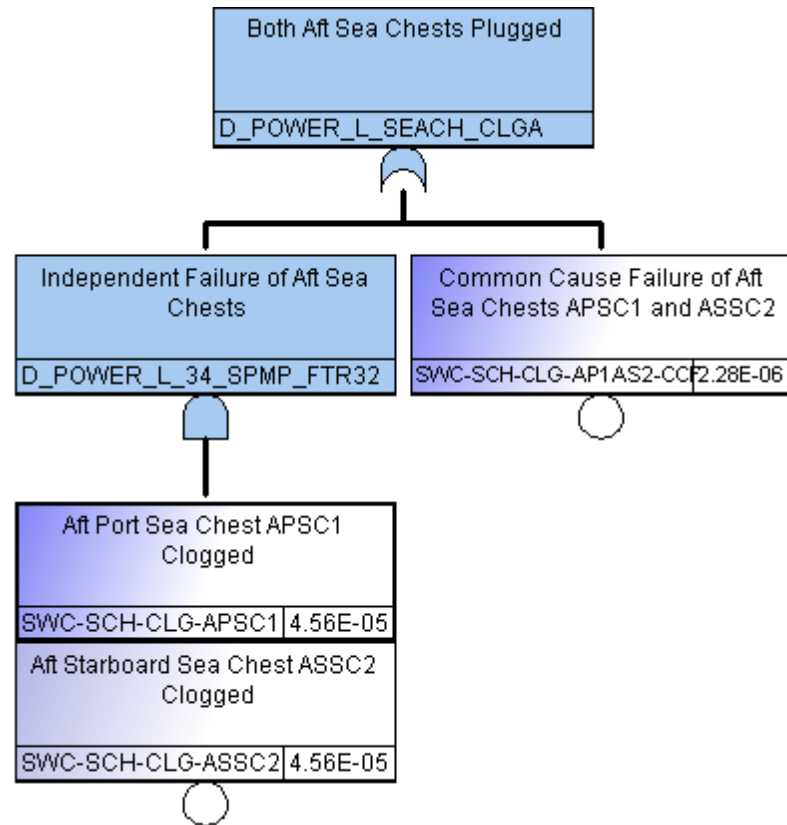 Both Aft Sea Chests Plugged
D_POWER_L_SEACH_CLGA
Independent Failure of Aft Sea
Chests
D_POWER_L_34_SPMP_FTR32
Common Cause Failure of Aft
Sea Chests APSC1 and ASSC2
SWC-SCH-CLG-AP1AS2-CCF 2.28E-06
Aft Port Sea Chest APSC1
Clogged
SWC-SCH-CLG-APSC1 4.56E-05
Aft Starboard Sea Chest ASSC2
Clogged
SWC-SCH-CLG-ASSC2 4.56E-05